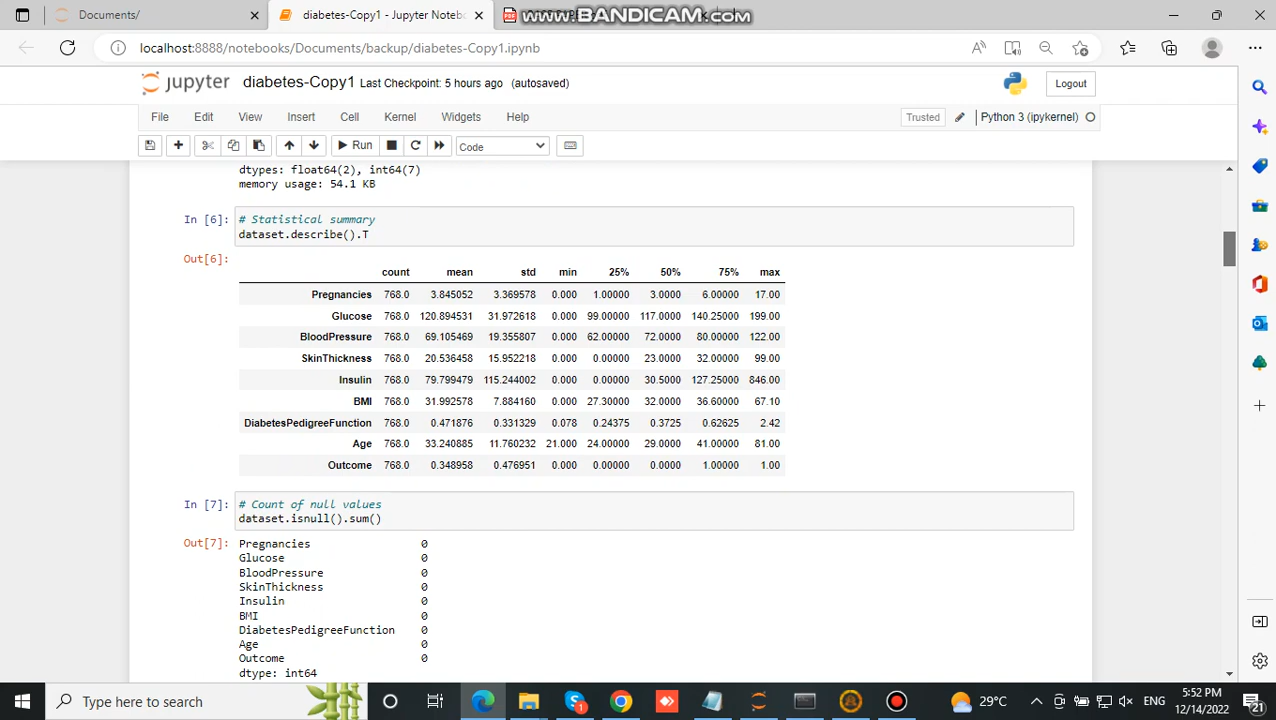 Documents/
diabetes-Copy1 - Jupyter Noteb
PDF
www.BANDICAM.com
localhost:8888/notebooks/Documents/backup/diabetes-Copy1.ipynb
jupyter diabetes-Copy1 Last Checkpoint: 5 hours ago (autosaved)
Logout
File Edit View Insert Cell Kernel Widgets Help
Trusted Python 3 (ipykernel)
Run Code
dtypes: float64(2), int64(7)
memory usage: 54.1 KB
In [6]: # Statistical summary
dataset.describe().T
Out[6]:
count mean std min 25% 50% 75% max
Pregnancies 768.0 3.845052 3.369578 0.000 1.00000 3.0000 6.00000 17.00
Glucose 768.0 120.894531 31.972618 0.000 99.00000 117.0000 140.25000 199.00
BloodPressure 768.0 69.105469 19.355807 0.000 62.00000 72.0000 80.00000 122.00
SkinThickness 768.0 20.536458 15.952218 0.000 0.00000 23.0000 32.00000 99.00
Insulin 768.0 79.799479 115.244002 0.000 0.00000 30.5000 127.25000 846.00
BMI 768.0 31.992578 7.884160 0.000 27.30000 32.0000 36.60000 67.10
DiabetesPedigreeFunction 768.0 0.471876 0.331329 0.078 0.24375 0.3725 0.62625 2.42
Age 768.0 33.240885 11.760232 21.000 24.00000 29.0000 41.00000 81.00
Outcome 768.0 0.348958 0.476951 0.000 0.00000 0.0000 1.00000 1.00
In [7]: # Count of null values
dataset.isnull().sum()
Out[7]: Pregnancies 0
Glucose 0
BloodPressure 0
SkinThickness 0
Insulin 0
BMI 0
DiabetesPedigreeFunction 0
Age 0
Outcome 0
dtype: int64
Type here to search
1
29°C
ENG
5:52 PM
12/14/2022
21